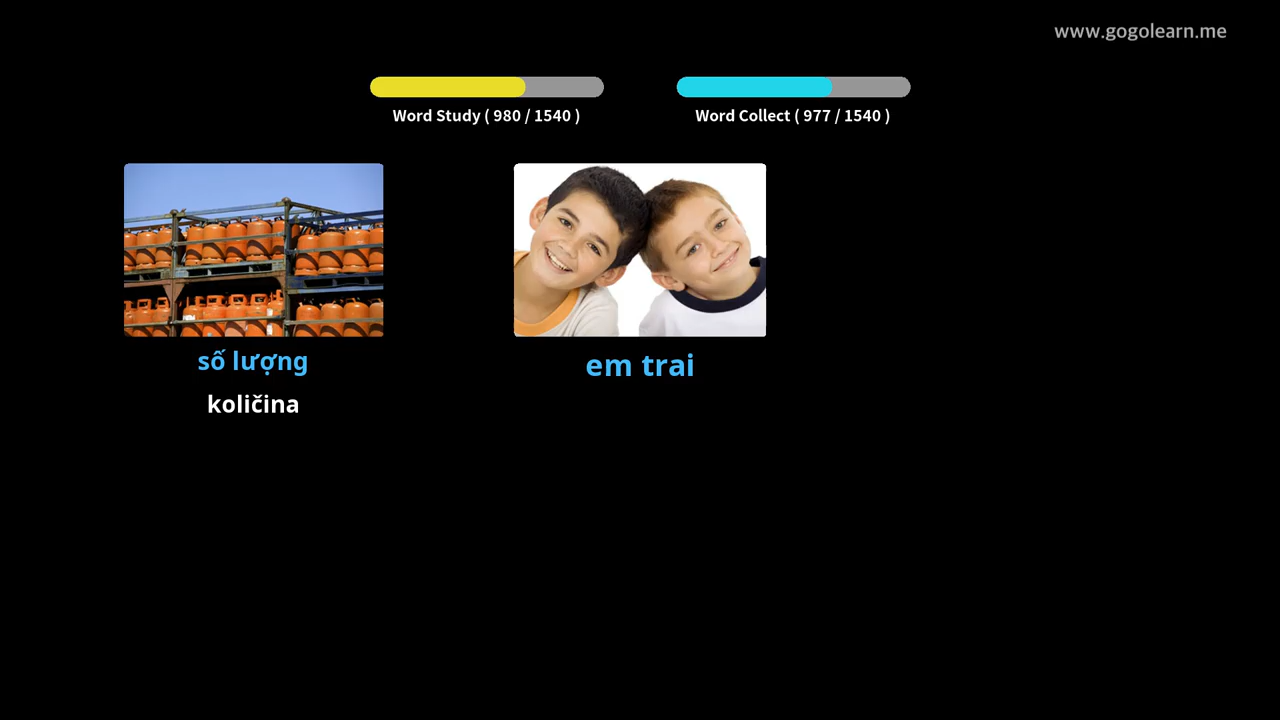 www.gogolearn.me
Word Study ( 980 / 1540 )
Word Collect ( 977 / 1540 )
số lượng
količina
em trai